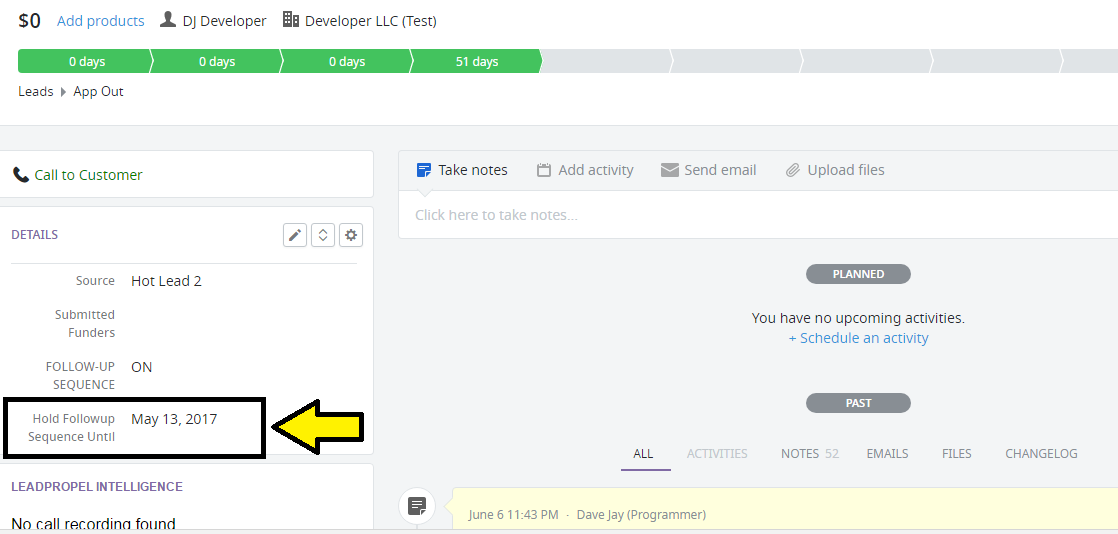 $0 Add products DJ Developer Developer LLC (Test)
0 days 0 days 0 days 51 days
Leads App Out
Call to Customer
DETAILS
Source Hot Lead 2
Submitted
Funders
FOLLOW-UP ON
SEQUENCE
Hold Followup May 13, 2017
Sequence Until
LEADPROPEL INTELLIGENCE
No call recording found
Take notes Add activity Send email Upload files
Click here to take notes...
PLANNED
You have no upcoming activities.
+ Schedule an activity
PAST
ALL ACTIVITIES NOTES 52 EMAILS FILES CHANGELOG
June 6 11:43 PM - Dave Jay (Programmer)